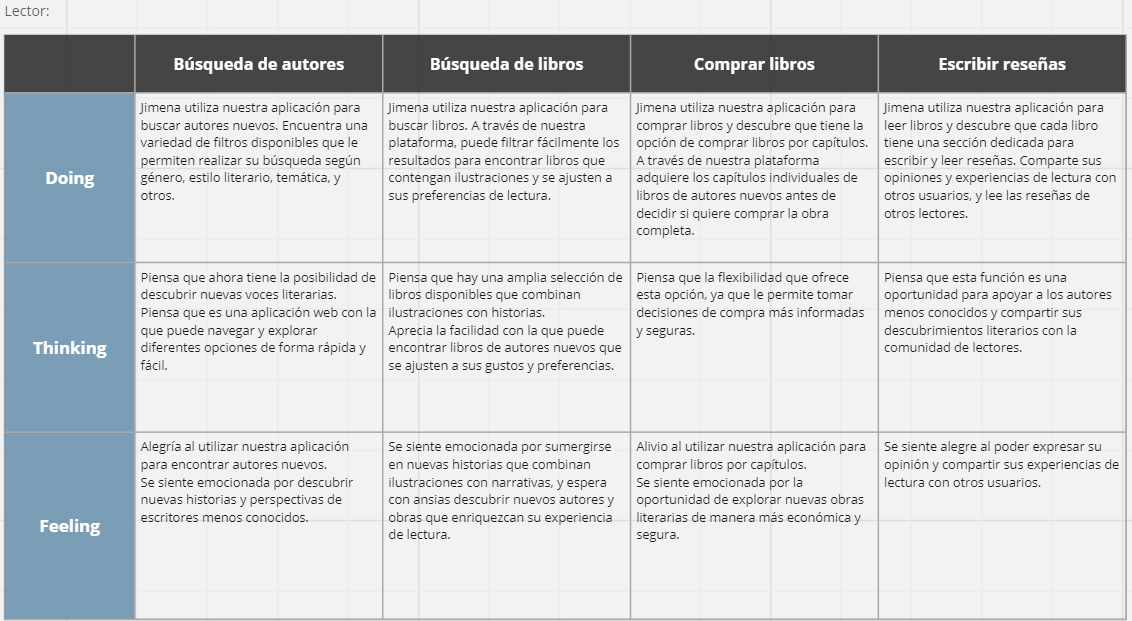 Lector:
Búsqueda de autores
Búsqueda de libros
Comprar libros
Escribir reseñas
Doing
Jimena utiliza nuestra aplicación para
buscar autores nuevos. Encuentra una
variedad de filtros disponibles que le
permiten realizar su búsqueda según
género, estilo literario, temática, y
otros.
Jimena utiliza nuestra aplicación para
buscar libros. A través de nuestra
plataforma, puede filtrar fácilmente los
resultados para encontrar libros que
contengan ilustraciones y se ajusten a
sus preferencias de lectura.
Jimena utiliza nuestra aplicación para
comprar libros y descubre que tiene la
opción de comprar libros por capítulos.
A través de nuestra plataforma
adquiere los capítulos individuales de
libros de autores nuevos antes de
decidir si quiere comprar la obra
completa.
Jimena utiliza nuestra aplicación para
leer libros y descubre que cada libro
tiene una sección dedicada para
escribir y leer reseñas. Comparte sus
opiniones y experiencias de lectura con
otros usuarios, y lee las reseñas de
otros lectores.
Thinking
Piensa que ahora tiene la posibilidad de
descubrir nuevas voces literarias.
Piensa que es una aplicación web con la
que puede navegar y explorar
diferentes opciones de forma rápida y
fácil.
Piensa que hay una amplia selección de
libros disponibles que combinan
ilustraciones con historias.
Aprecia la facilidad con la que puede
encontrar libros de autores nuevos que
se ajusten a sus gustos y preferencias.
Piensa que la flexibilidad que ofrece
esta opción, ya que le permite tomar
decisiones de compra más informadas
y seguras.
Piensa que esta función es una
oportunidad para apoyar a los autores
menos conocidos y compartir sus
descubrimientos literarios con la
comunidad de lectores.
Feeling
Alegría al utilizar nuestra aplicación
para encontrar autores nuevos.
Se siente emocionada por descubrir
nuevas historias y perspectivas de
escritores menos conocidos.
Se siente emocionada por sumergirse
en nuevas historias que combinan
ilustraciones con narrativas, y espera
con ansias descubrir nuevos autores y
obras que enriquezcan su experiencia
de lectura.
Alivio al utilizar nuestra aplicación para
comprar libros por capítulos.
Se siente emocionada por la
oportunidad de explorar nuevas obras
literarias de manera más económica y
segura.
Se siente alegre al poder expresar su
opinión y compartir sus experiencias de
lectura con otros usuarios.